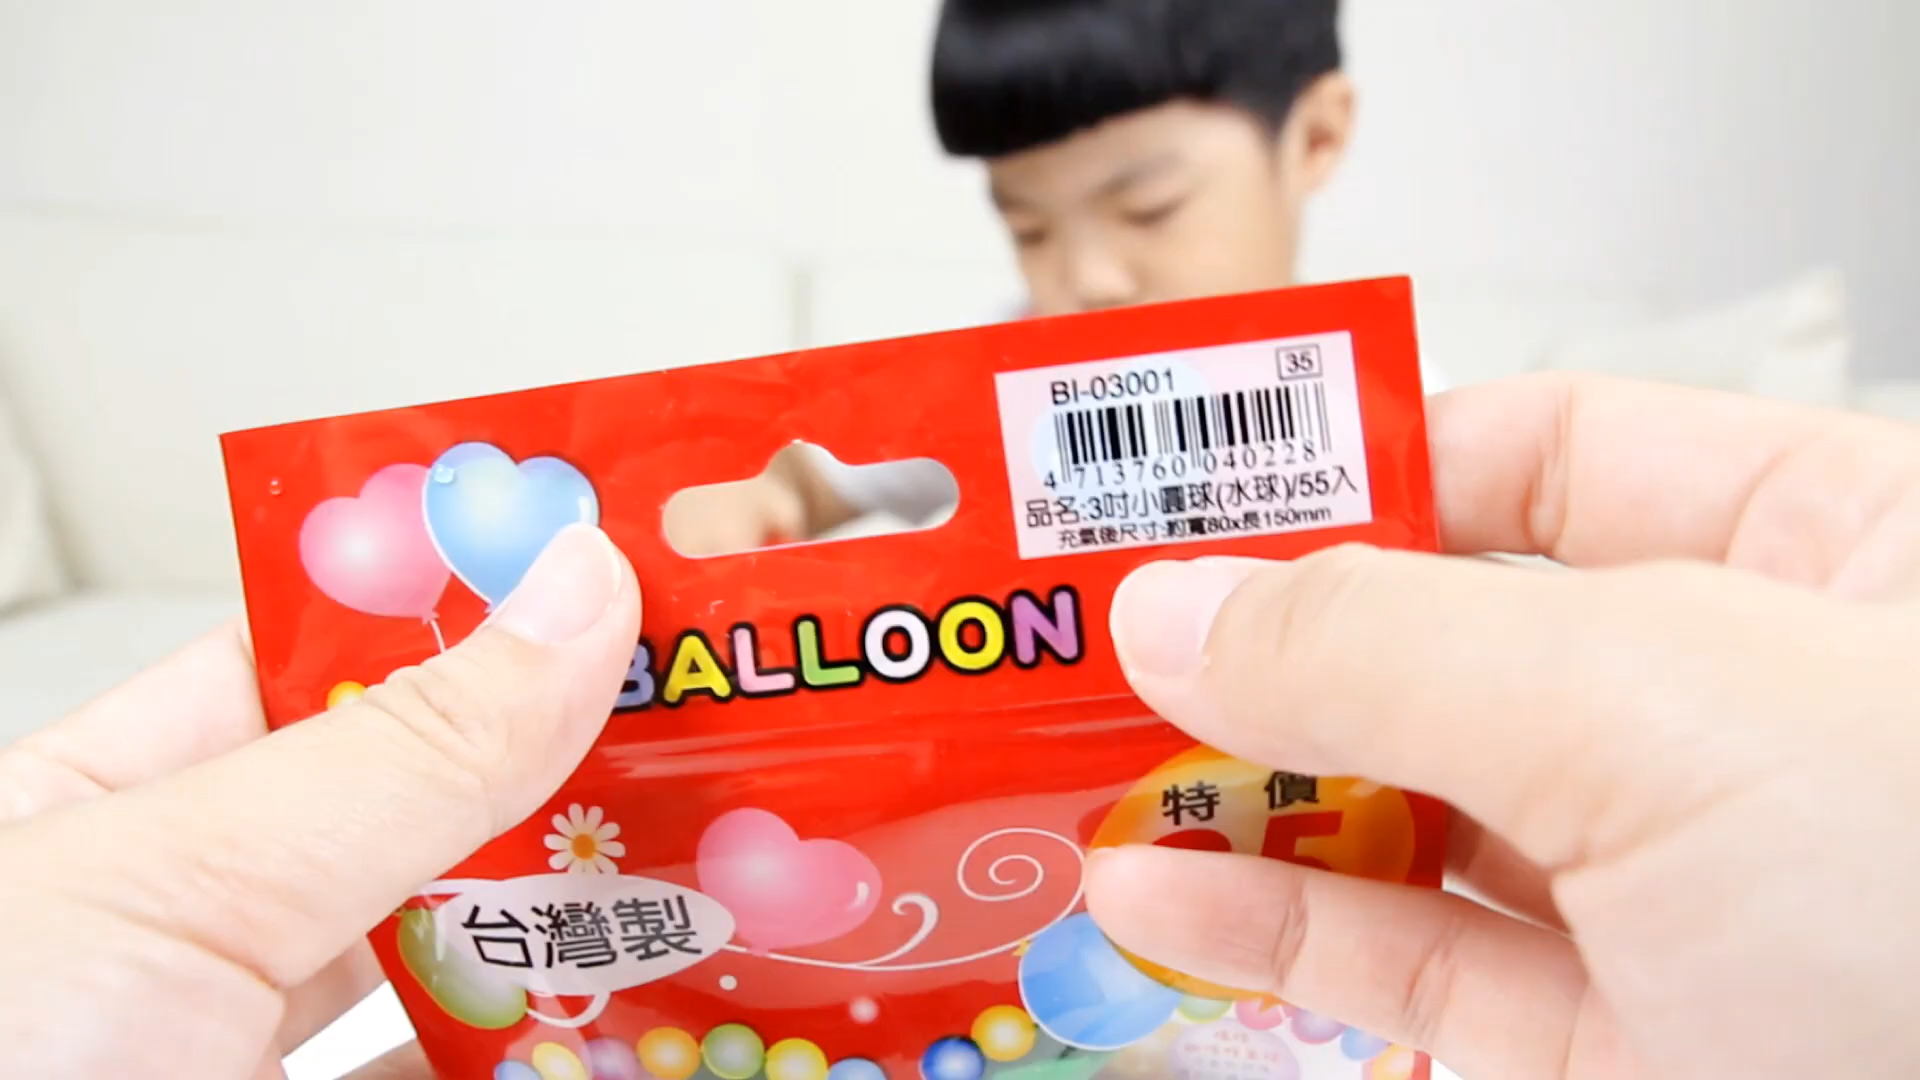 35
BI-03001
4 713760 040228
品名:3吋小圓球(水球)/55入
充氣後尺寸:約寬80x長150mm
BALLOON
特價
台灣製